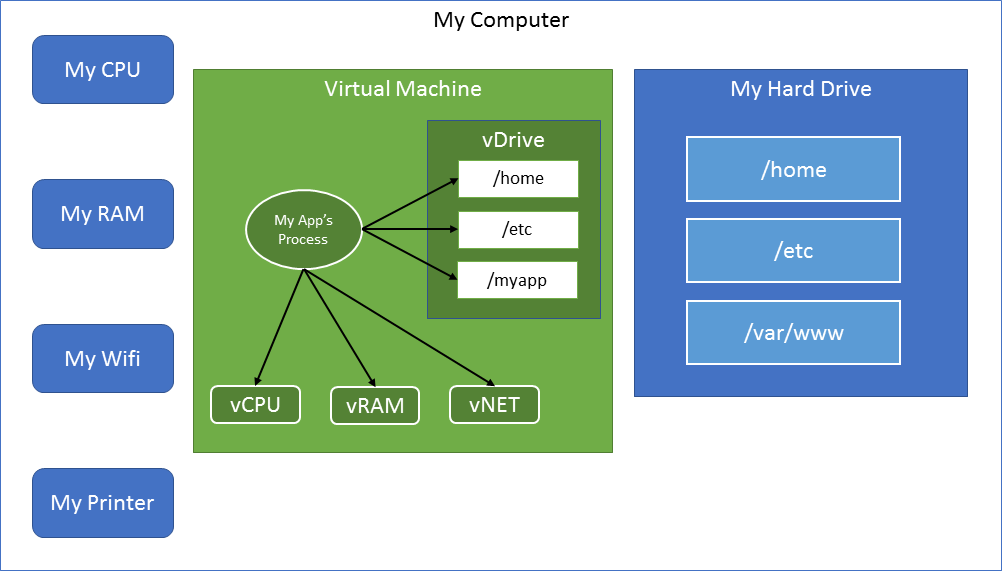 My Computer
My CPU
My RAM
My Wifi
My Printer
Virtual Machine
vDrive
/home
/etc
/myapp
My App's
Process
vCPU
vRAM
vNET
My Hard Drive
/home
/etc
/var/www